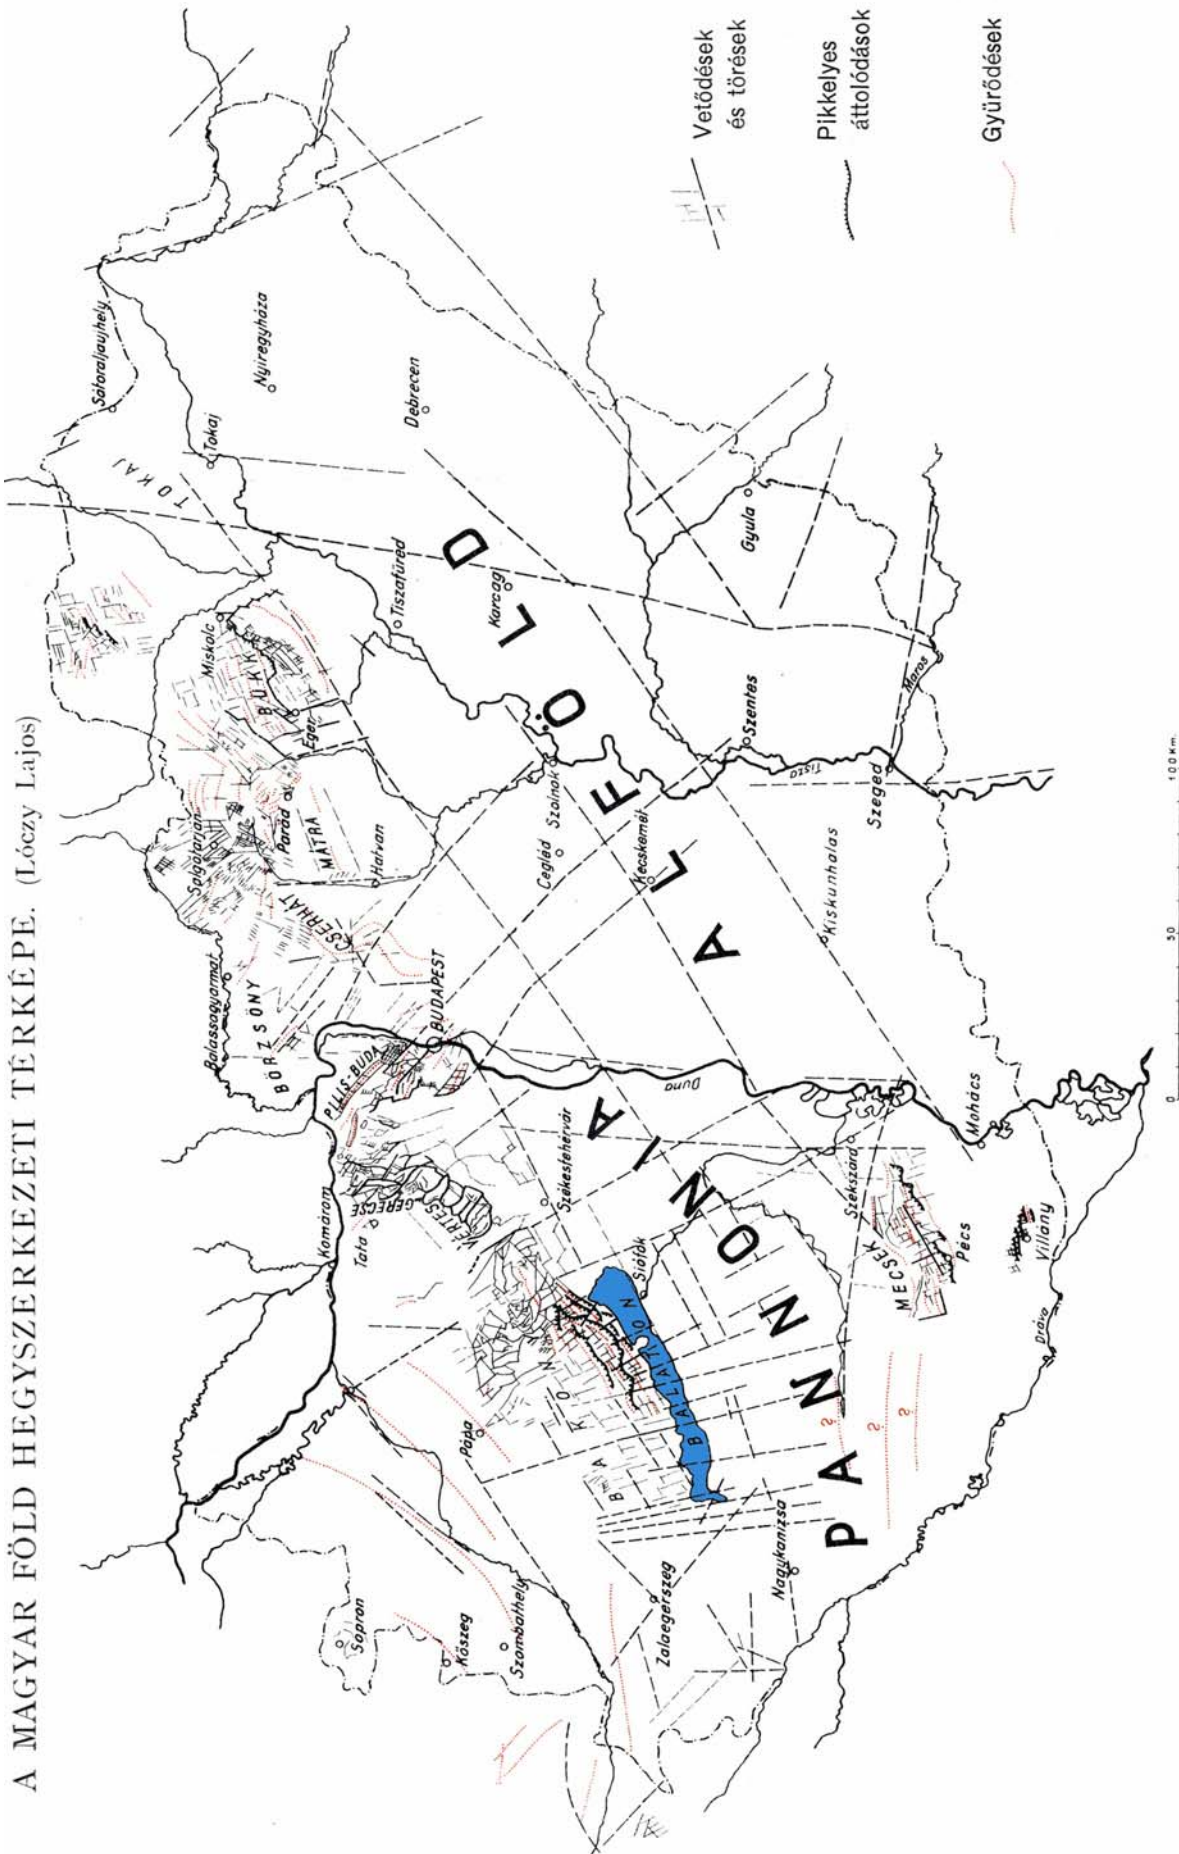 A MAGYAR FÖLD HEGYSZERKEZETI TÉRKÉPE. (Lóczy Lajos)
Sátoraljaujhely
TOKAJ
Tokaj
Nyiregyháza
Debrecen
Miskolc
BÜKK
Eger
Tiszafüred
Karcag
Salgótarján
Parád
MÁTRA
Hatvan
CSERHÁT
Balassagyarmat
BÖRZSÖNY
PILIS-BUDA
BUDAPEST
Cegléd
Szolnok
Kecskemét
ALFÖLD
Gyula
Szentes
Maros
Tisza
Szeged
Kiskunhalas
Komárom
Tata
GERECSE
VÉRTES
Székesfehérvár
Duna
Sopron
Kőszeg
Szombathely
Pápa
BAKON
BALATON
Siófok
Zalaegerszeg
Nagykanizsa
PANNONIA
?
?
?
Szekszárd
MECSEK
Pécs
Mohács
Villány
Dráva
Vetődések
és törések
Pikkelyes
áttolódások
Gyűrődések
0
50
100 Km.